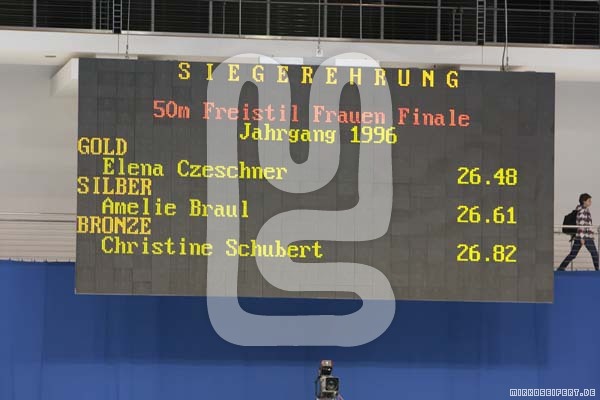 SIEGEREHRUNG
50m Freistil Frauen Finale
Jahrgang 1996
GOLD
Elena Czeschner 26.48
SILBER
Amelie Braul 26.61
BRONZE
Christine Schubert 26.82
MIRKOSEIFERT.DE